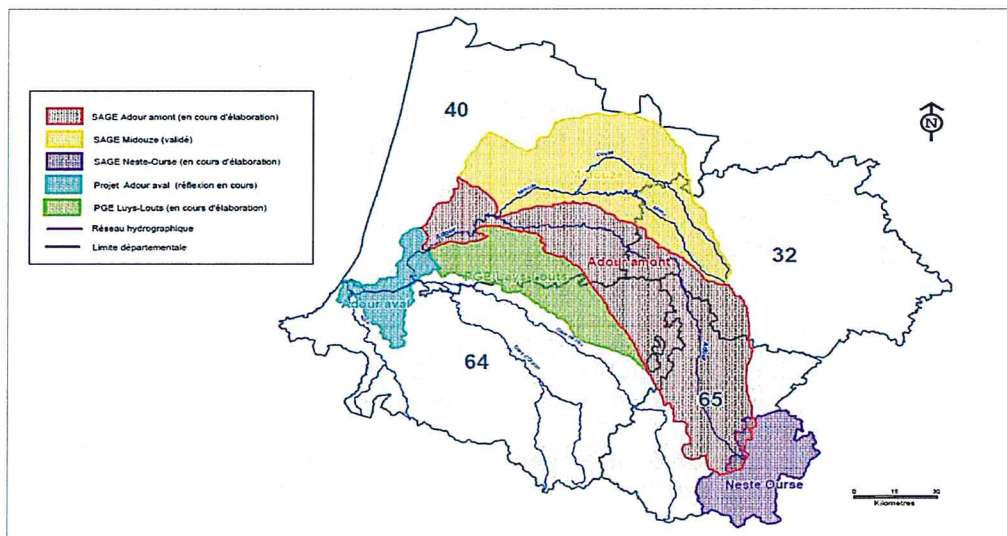 SAGE Adour amont (en cours d'élaboration)
SAGE Midouze (validé)
SAGE Neste-Ourse (en cours d'élaboration)
Projet Adour aval (réflexion en cours)
PGE Luys-Louts (en cours d'élaboration)
Réseau hydrographique
Limite départementale
40
N
32
Adour amont
PGE Luys-Louts
Adour aval
64
65
Neste Ourse
0 15 30
Kilomètres